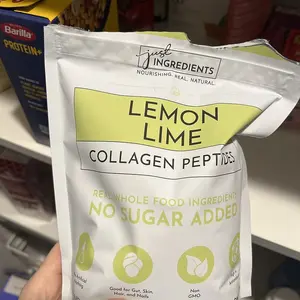 Barilla
PROTEIN+
just
INGREDIENTS
NOURISHING. REAL. NATURAL.
LEMON
LIME
COLLAGEN PEPTIDES
WHOLE FOOD INGREDIENTS
NO SUGAR ADDED
Good for Gut, Skin,
Hair, and Nails
Non
GMO